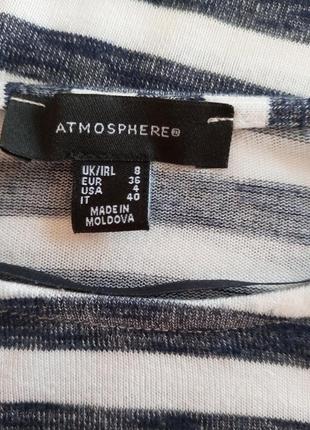 ATMOSPHERE®
UK/IRL 8
EUR 36
USA 4
IT 40
MADE IN
MOLDOVA